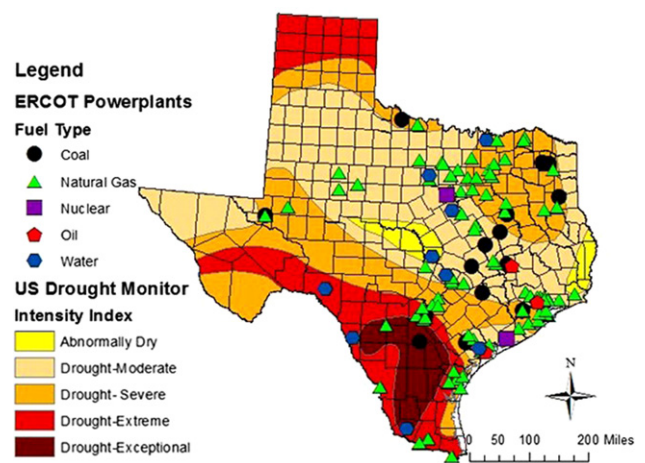 Legend
ERCOT Powerplants
Fuel Type
Coal
Natural Gas
Nuclear
Oil
Water
US Drought Monitor
Intensity Index
Abnormally Dry
Drought-Moderate
Drought- Severe
Drought-Extreme
Drought-Exceptional
N
0 50 100 200 Miles